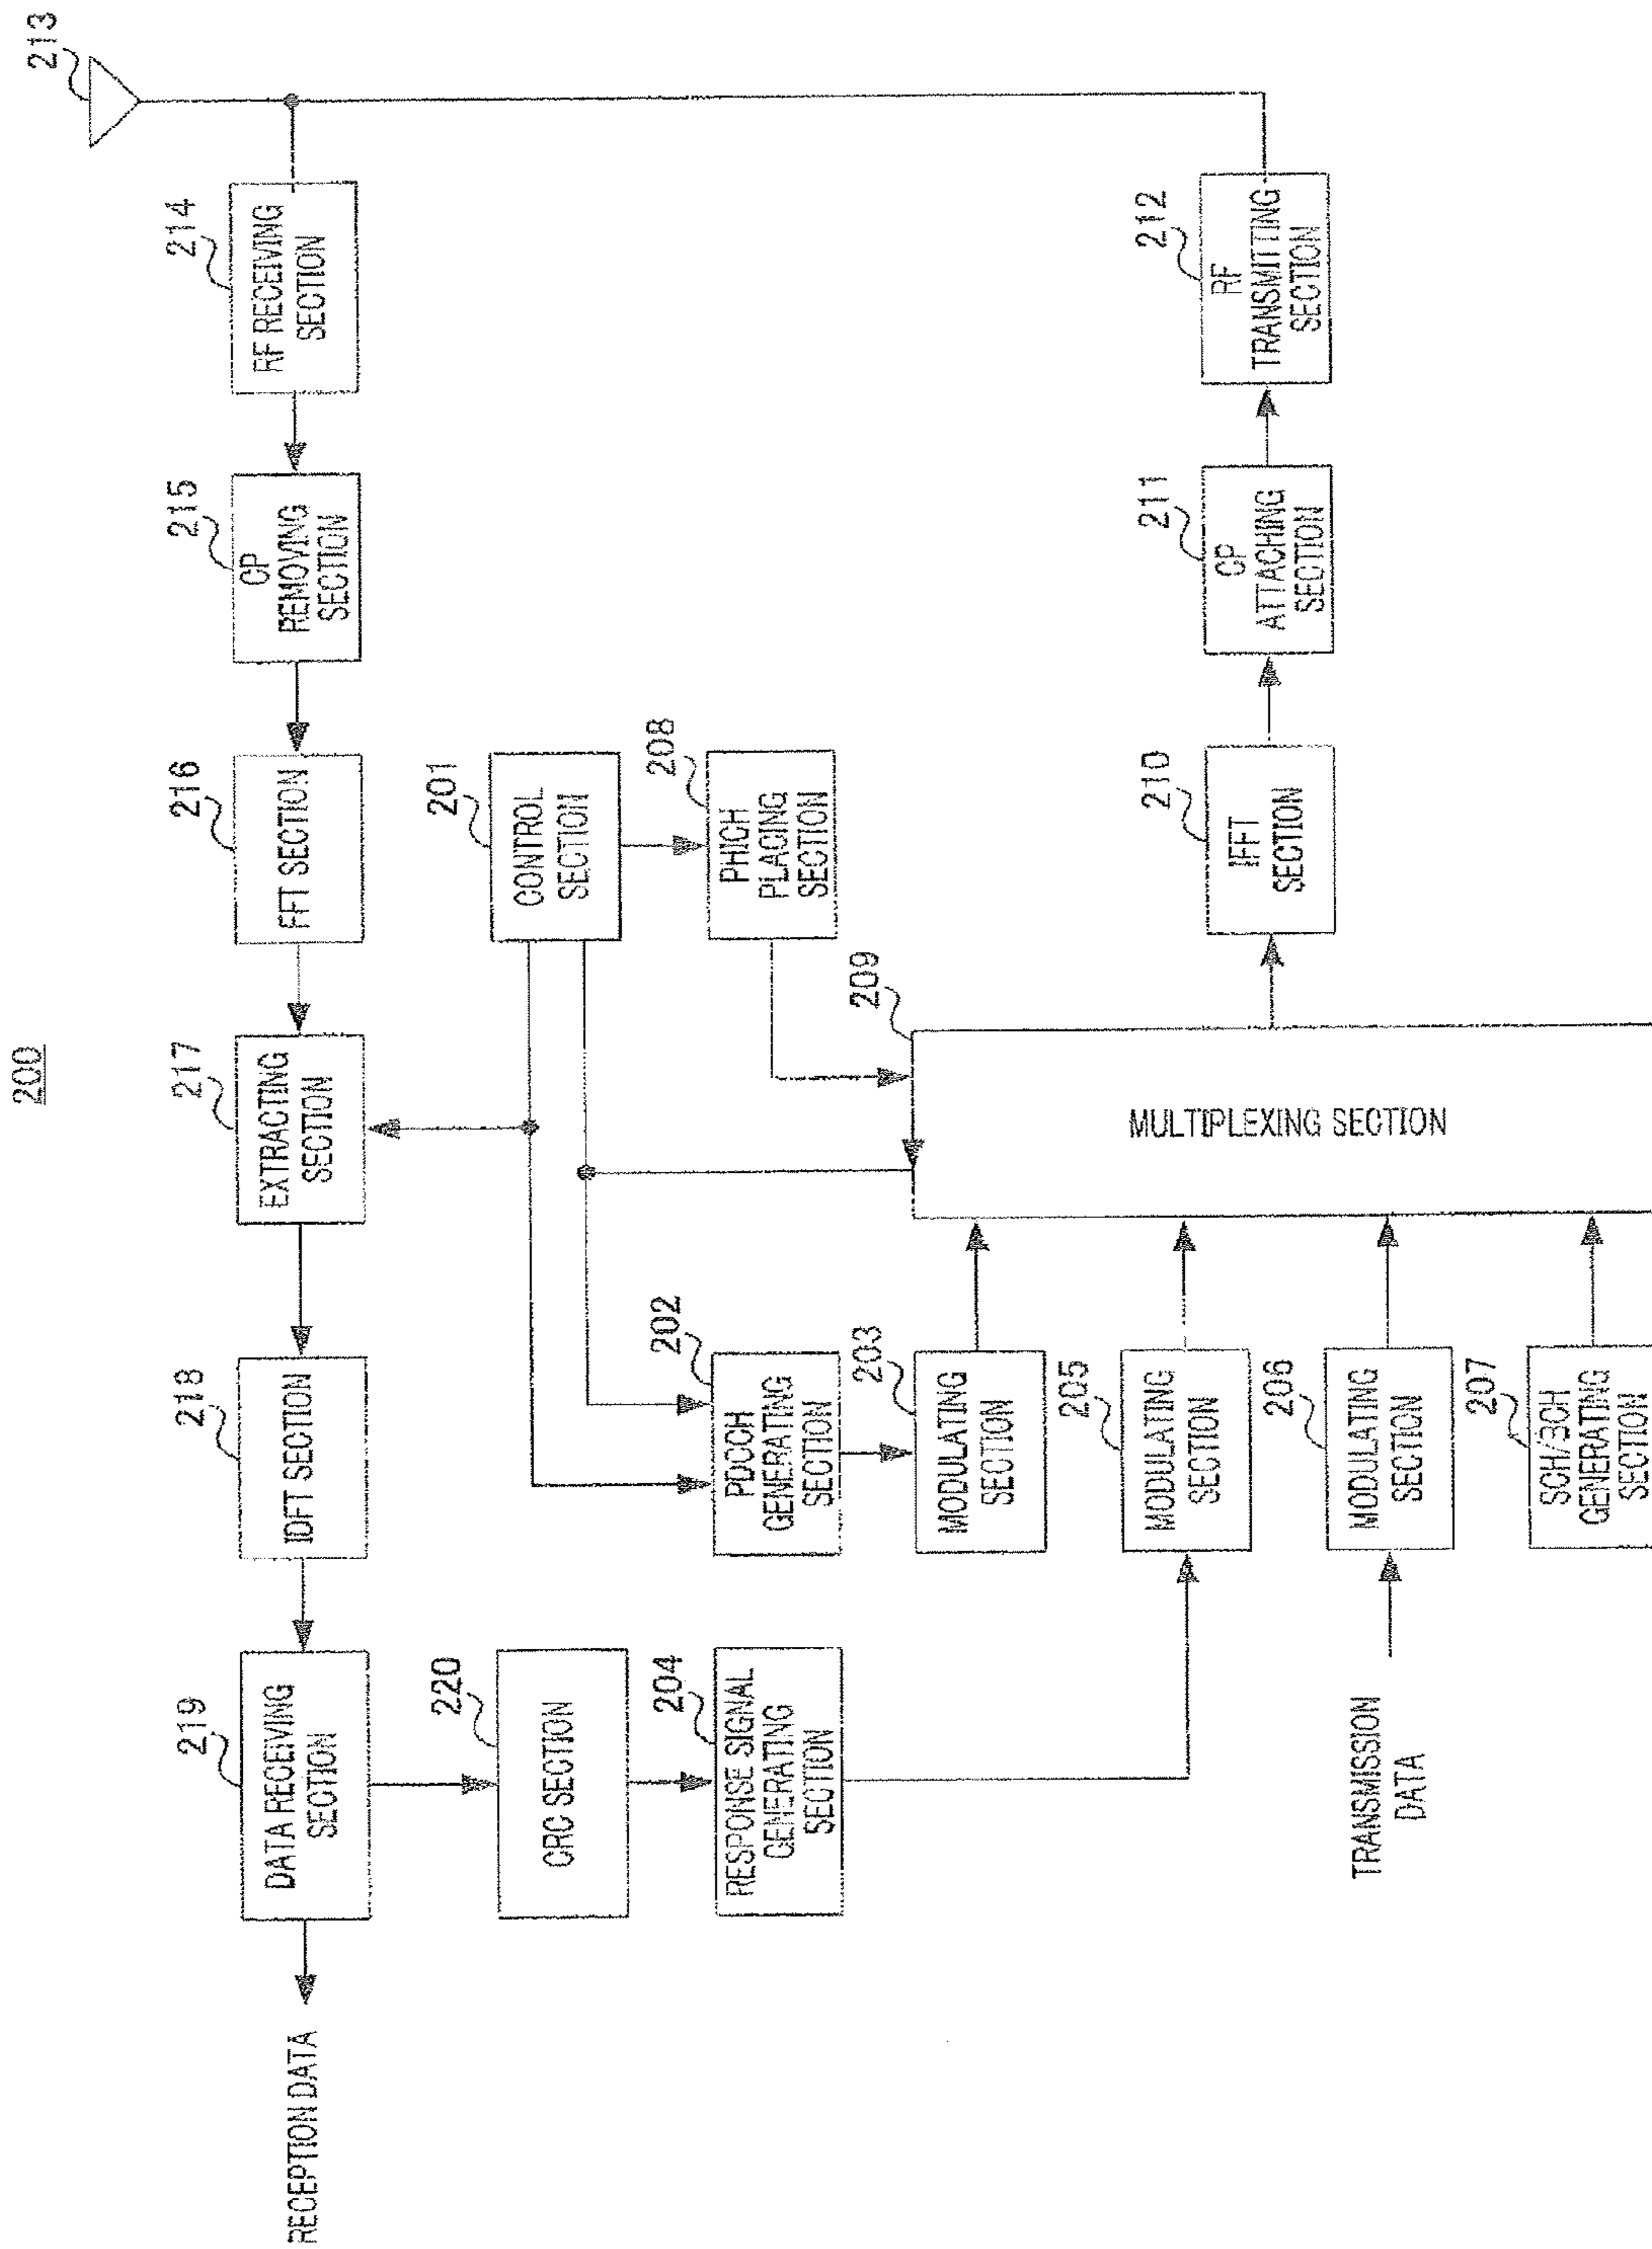 200
RECEPTION DATA
219
DATA RECEIVING
SECTION
218
IDFT SECTION
217
EXTRACTING
SECTION
216
FFT SECTION
215
CP
REMOVING
SECTION
214
RF RECEIVING
SECTION
213
220
CRC SECTION
201
CONTROL
SECTION
204
RESPONSE SIGNAL
GENERATING
SECTION
202
PDCCH
GENERATING
SECTION
208
PHICH
PLACING
SECTION
203
MODULATING
SECTION
209
MULTIPLEXING SECTION
205
MODULATING
SECTION
210
IFFT
SECTION
211
CP
ATTACHING
SECTION
212
RF
TRANSMITTING
SECTION
TRANSMISSION
DATA
206
MODULATING
SECTION
207
SCH/BCH
GENERATING
SECTION